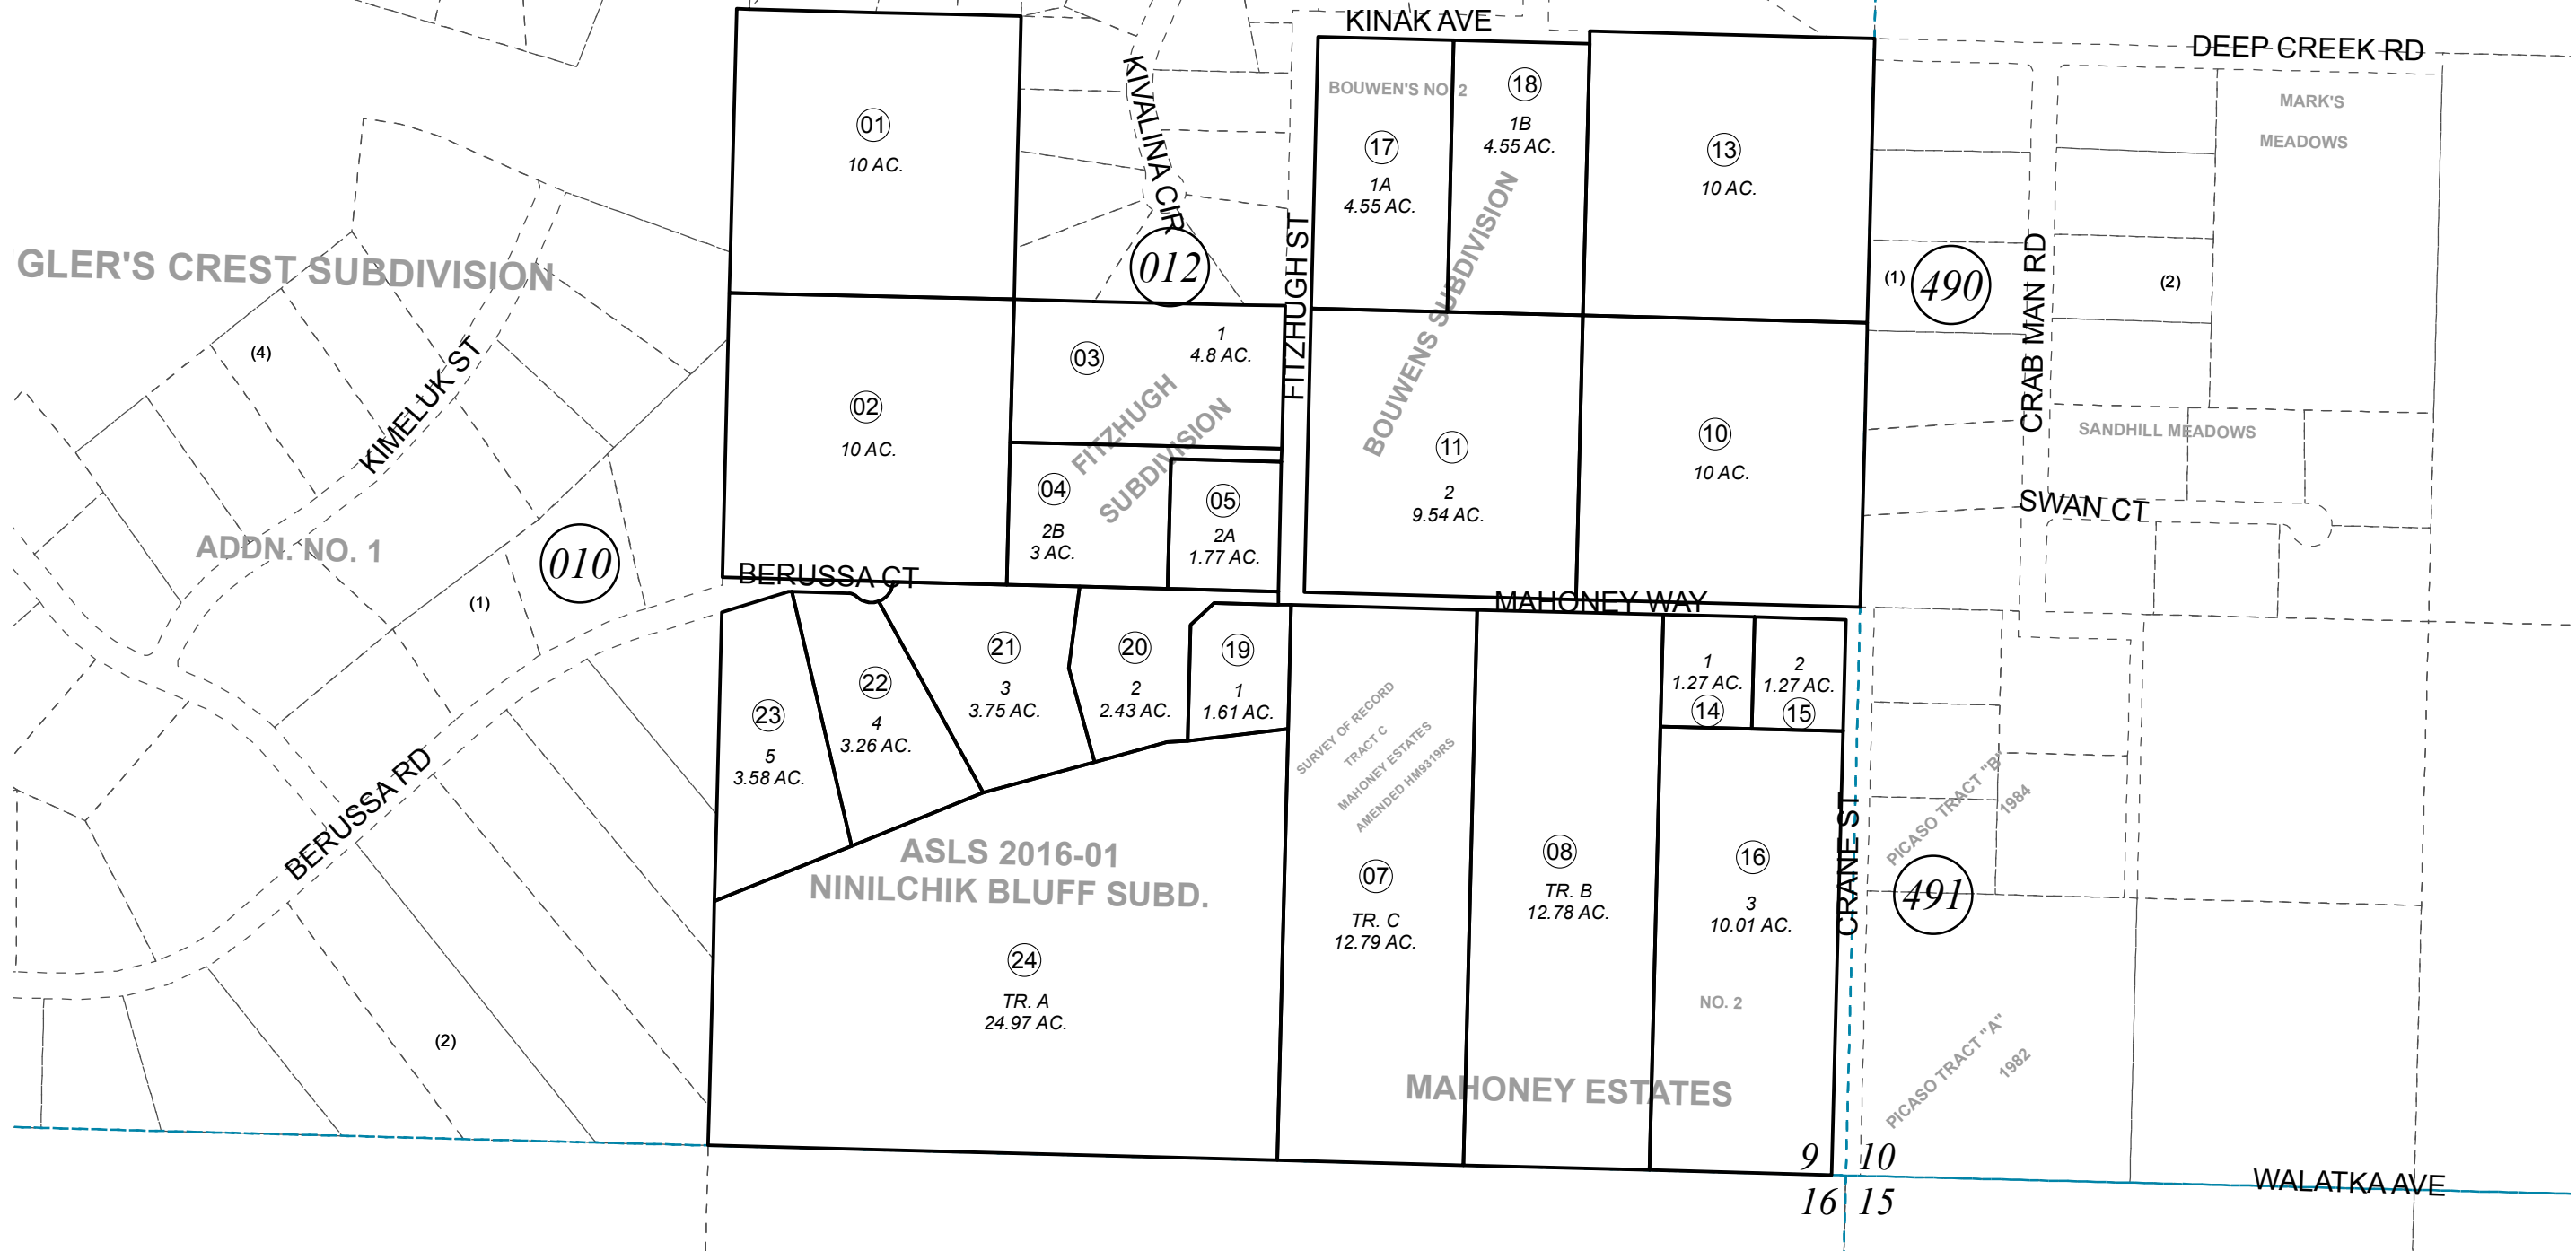 KINAK AVE
DEEP CREEK RD
KIVALINA CIR
BOUWEN'S NO. 2
MARK'S
MEADOWS
01
10 AC.
17
1A
4.55 AC.
18
1B
4.55 AC.
13
10 AC.
IGLER'S CREST SUBDIVISION
012
FITZHUGH ST
BOUWENS SUBDIVISION
(1)
490
CRAB MAN RD
(2)
(4)
KIMELUK ST
02
10 AC.
03
1
4.8 AC.
FITZHUGH
SUBDIVISION
04
2B
3 AC.
05
2A
1.77 AC.
11
2
9.54 AC.
10
10 AC.
SANDHILL MEADOWS
SWAN CT
ADDN. NO. 1
010
(1)
BERUSSA CT
MAHONEY WAY
23
5
3.58 AC.
22
4
3.26 AC.
21
3
3.75 AC.
20
2
2.43 AC.
19
1
1.61 AC.
SURVEY OF RECORD
TRACT C
MAHONEY ESTATES
AMENDED HM9319RS
1
1.27 AC.
14
2
1.27 AC.
15
BERUSSA RD
ASLS 2016-01
NINILCHIK BLUFF SUBD.
07
TR. C
12.79 AC.
08
TR. B
12.78 AC.
16
3
10.01 AC.
CRANE ST
PICASO TRACT "B"
1984
491
24
TR. A
24.97 AC.
NO. 2
(2)
MAHONEY ESTATES
PICASO TRACT "A"
1982
9
10
16
15
WALATKA AVE